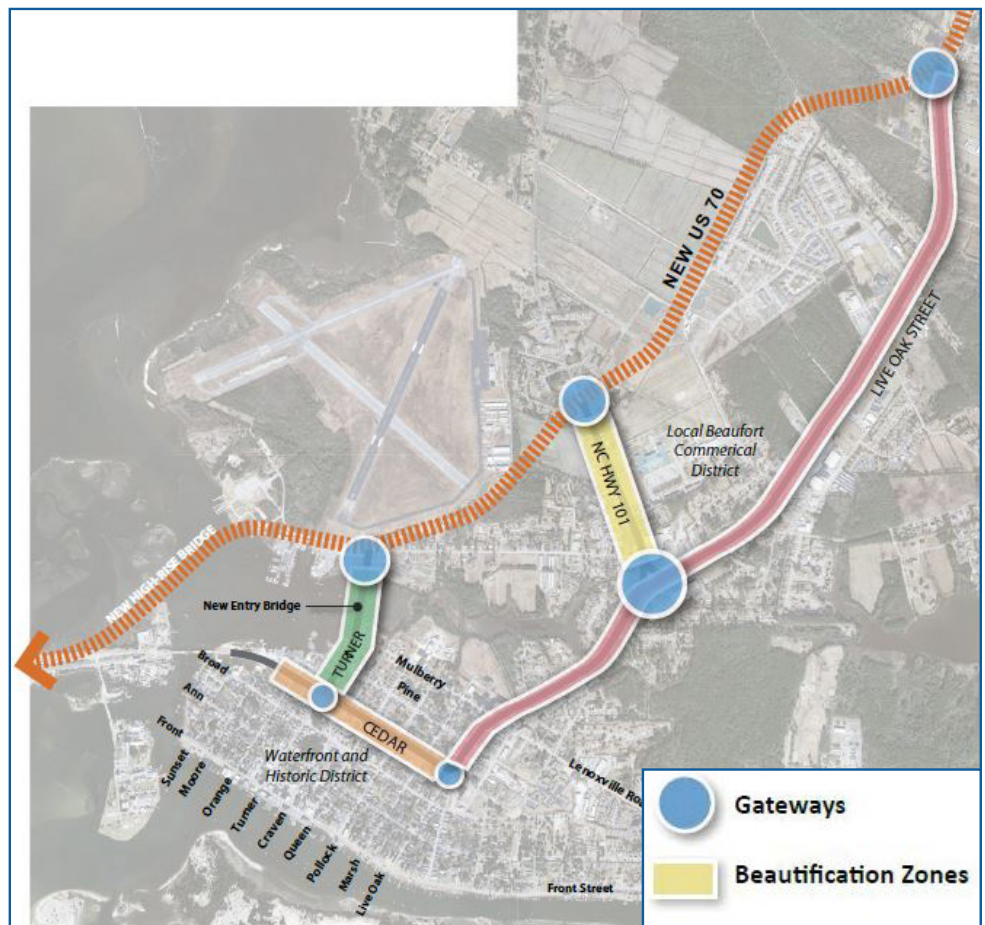 NEW US 70
LIVE OAK STREET
Local Beaufort
Commerical
District
NC HWY 101
NEW HIGH-RISE BRIDGE
New Entry Bridge
TURNER
Mulberry
Pine
Broad
Ann
Front
CEDAR
Waterfront and
Historic District
Sunset
Moore
Orange
Turner
Craven
Queen
Pollock
Marsh
Live Oak
Lenoxville Roa
Front Street
Gateways
Beautification Zones